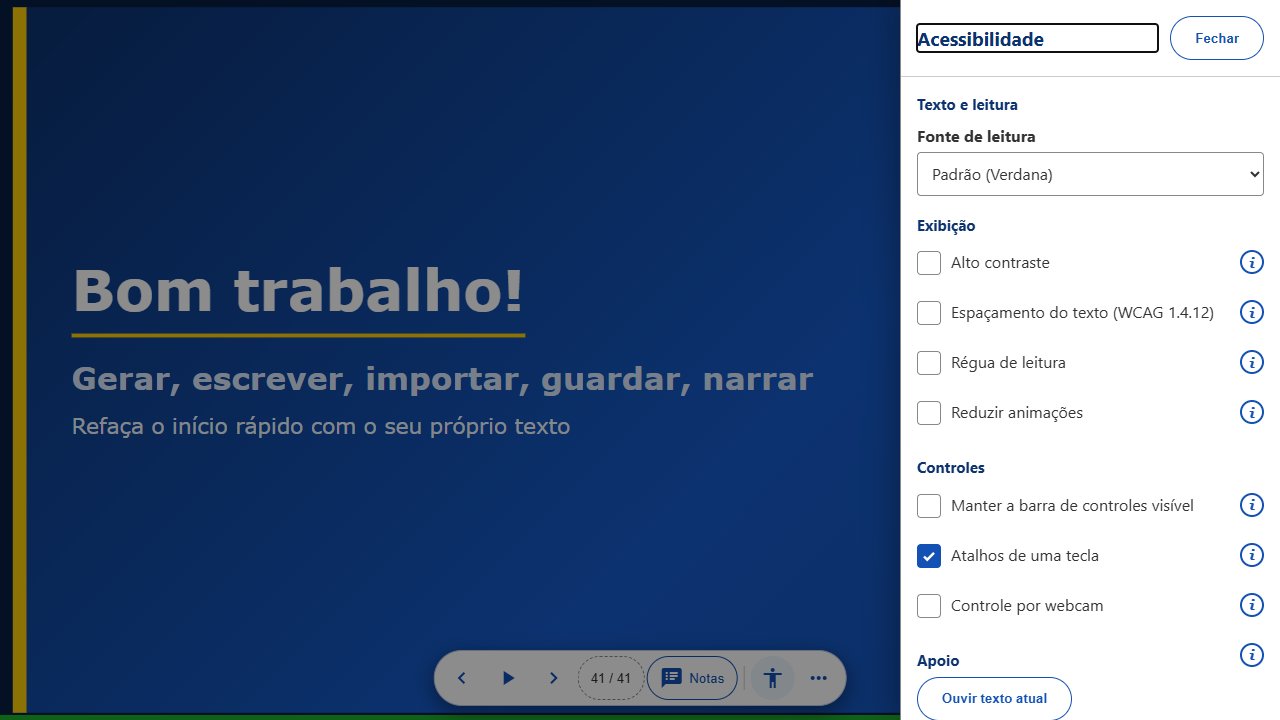 Bom trabalho!
Gerar, escrever, importar, guardar, narrar
Refaça o início rápido com o seu próprio texto
41 / 41
Notas
Acessibilidade
Fechar
Texto e leitura
Fonte de leitura
Padrão (Verdana)
Exibição
Alto contraste
Espaçamento do texto (WCAG 1.4.12)
Régua de leitura
Reduzir animações
Controles
Manter a barra de controles visível
Atalhos de uma tecla
Controle por webcam
Apoio
Ouvir texto atual